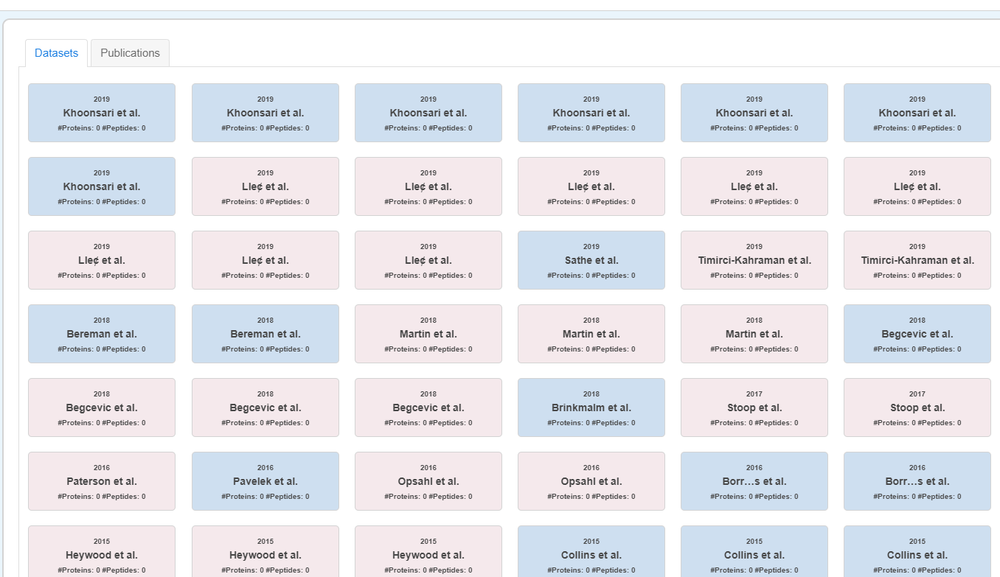 Datasets
Publications
2019
Khoonsari et al.
#Proteins: 0 #Peptides: 0
2019
Khoonsari et al.
#Proteins: 0 #Peptides: 0
2019
Khoonsari et al.
#Proteins: 0 #Peptides: 0
2019
Khoonsari et al.
#Proteins: 0 #Peptides: 0
2019
Khoonsari et al.
#Proteins: 0 #Peptides: 0
2019
Khoonsari et al.
#Proteins: 0 #Peptides: 0
2019
Khoonsari et al.
#Proteins: 0 #Peptides: 0
2019
Lle¢ et al.
#Proteins: 0 #Peptides: 0
2019
Lle¢ et al.
#Proteins: 0 #Peptides: 0
2019
Lle¢ et al.
#Proteins: 0 #Peptides: 0
2019
Lle¢ et al.
#Proteins: 0 #Peptides: 0
2019
Lle¢ et al.
#Proteins: 0 #Peptides: 0
2019
Lle¢ et al.
#Proteins: 0 #Peptides: 0
2019
Lle¢ et al.
#Proteins: 0 #Peptides: 0
2019
Lle¢ et al.
#Proteins: 0 #Peptides: 0
2019
Sathe et al.
#Proteins: 0 #Peptides: 0
2019
Timirci-Kahraman et al.
#Proteins: 0 #Peptides: 0
2019
Timirci-Kahraman et al.
#Proteins: 0 #Peptides: 0
2018
Bereman et al.
#Proteins: 0 #Peptides: 0
2018
Bereman et al.
#Proteins: 0 #Peptides: 0
2018
Martin et al.
#Proteins: 0 #Peptides: 0
2018
Martin et al.
#Proteins: 0 #Peptides: 0
2018
Martin et al.
#Proteins: 0 #Peptides: 0
2018
Begcevic et al.
#Proteins: 0 #Peptides: 0
2018
Begcevic et al.
#Proteins: 0 #Peptides: 0
2018
Begcevic et al.
#Proteins: 0 #Peptides: 0
2018
Begcevic et al.
#Proteins: 0 #Peptides: 0
2018
Brinkmalm et al.
#Proteins: 0 #Peptides: 0
2017
Stoop et al.
#Proteins: 0 #Peptides: 0
2017
Stoop et al.
#Proteins: 0 #Peptides: 0
2016
Paterson et al.
#Proteins: 0 #Peptides: 0
2016
Pavelek et al.
#Proteins: 0 #Peptides: 0
2016
Opsahl et al.
#Proteins: 0 #Peptides: 0
2016
Opsahl et al.
#Proteins: 0 #Peptides: 0
2016
Borr…s et al.
#Proteins: 0 #Peptides: 0
2016
Borr…s et al.
#Proteins: 0 #Peptides: 0
2015
Heywood et al.
#Proteins: 0 #Peptides: 0
2015
Heywood et al.
#Proteins: 0 #Peptides: 0
2015
Heywood et al.
#Proteins: 0 #Peptides: 0
2015
Collins et al.
#Proteins: 0 #Peptides: 0
2015
Collins et al.
#Proteins: 0 #Peptides: 0
2015
Collins et al.
#Proteins: 0 #Peptides: 0